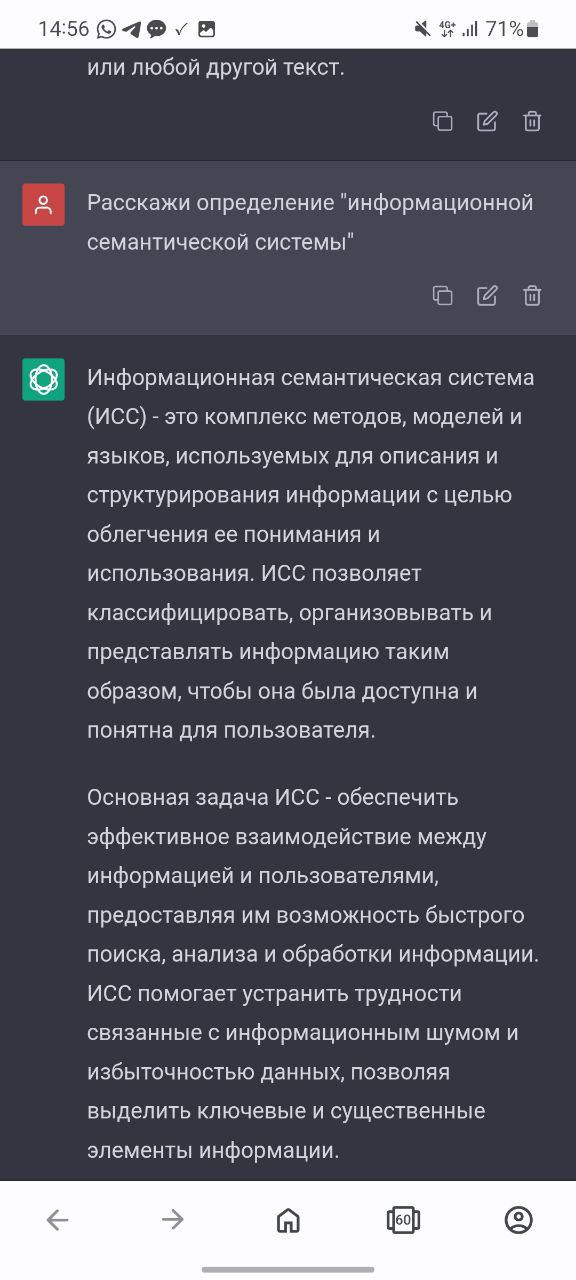 14:56
4G+
71%
или любой другой текст.
Расскажи определение "информационной
семантической системы"
Информационная семантическая система
(ИСС) - это комплекс методов, моделей и
языков, используемых для описания и
структурирования информации с целью
облегчения ее понимания и
использования. ИСС позволяет
классифицировать, организовывать и
представлять информацию таким
образом, чтобы она была доступна и
понятна для пользователя.
Основная задача ИСС - обеспечить
эффективное взаимодействие между
информацией и пользователями,
предоставляя им возможность быстрого
поиска, анализа и обработки информации.
ИСС помогает устранить трудности
связанные с информационным шумом и
избыточностью данных, позволяя
выделить ключевые и существенные
элементы информации.
60